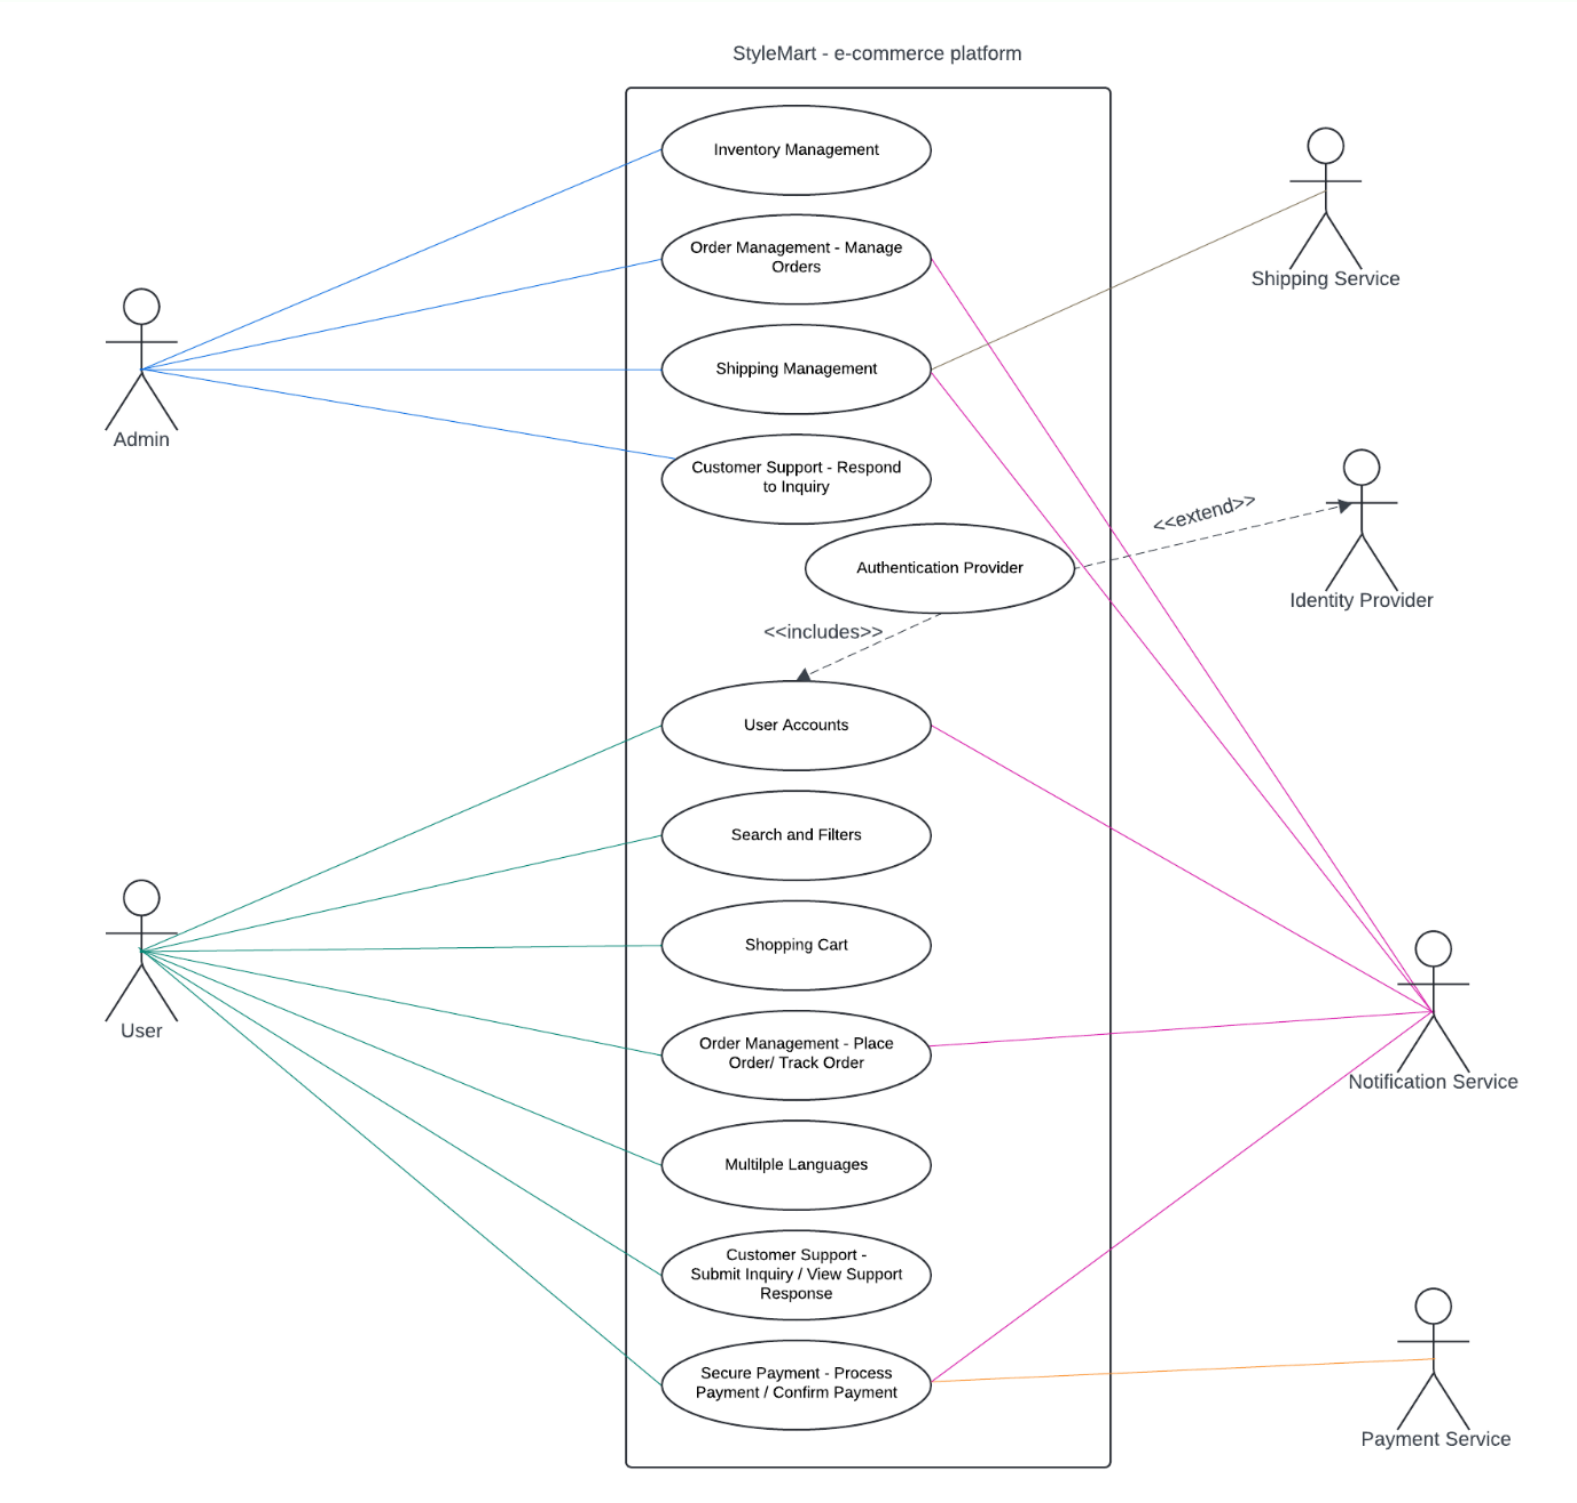 StyleMart - e-commerce platform
Inventory Management
Order Management - Manage
Orders
Shipping Service
Shipping Management
Admin
Customer Support - Respond
to Inquiry
<<extend>>
Authentication Provider
Identity Provider
<<includes>>
User Accounts
Search and Filters
Shopping Cart
User
Order Management - Place
Order/ Track Order
Notification Service
Multilple Languages
Customer Support -
Submit Inquiry / View Support
Response
Secure Payment - Process
Payment / Confirm Payment
Payment Service